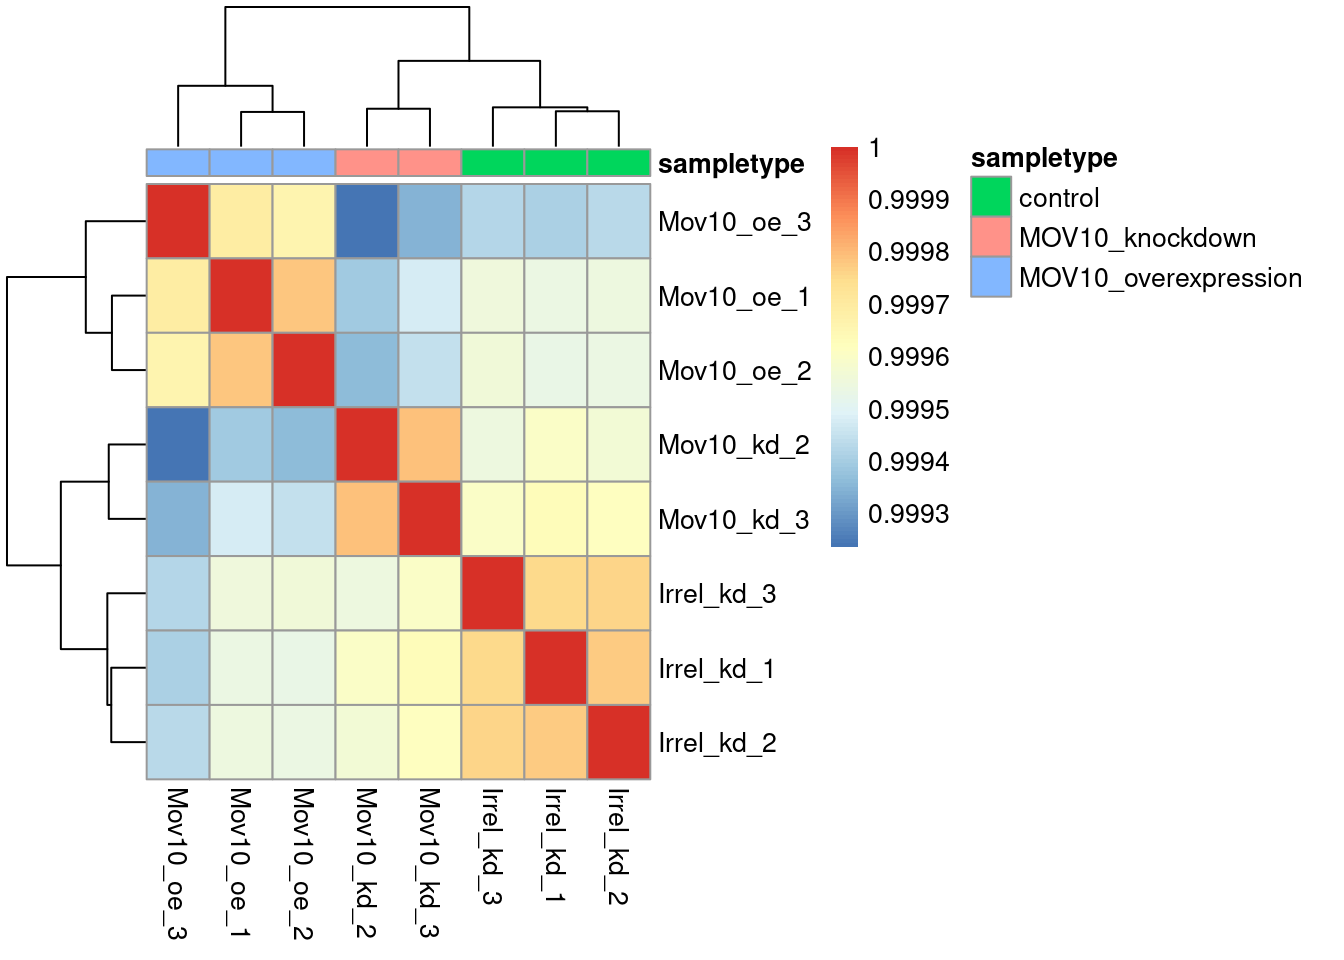 sampletype
Mov10_oe_3
Mov10_oe_1
Mov10_oe_2
Mov10_kd_2
Mov10_kd_3
Irrel_kd_3
Irrel_kd_1
Irrel_kd_2
Mov10_oe_3
Mov10_oe_1
Mov10_oe_2
Mov10_kd_2
Mov10_kd_3
Irrel_kd_3
Irrel_kd_1
Irrel_kd_2
1
0.9999
0.9998
0.9997
0.9996
0.9995
0.9994
0.9993
sampletype
control
MOV10_knockdown
MOV10_overexpression